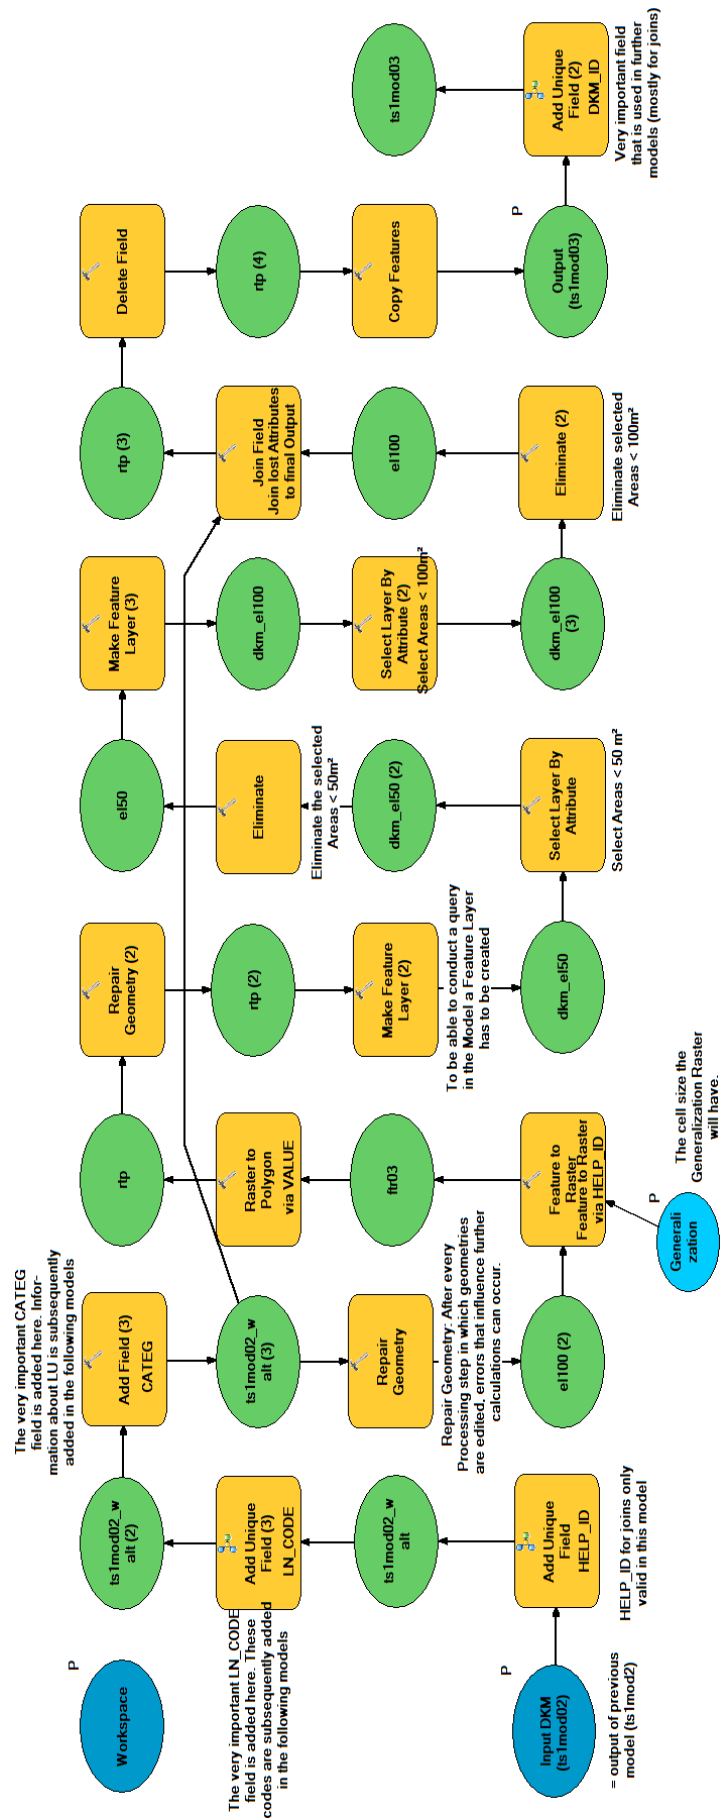 P
Workspace
The very important LN_CODE
field is added here. These
codes are subsequently added
in the following models
P
Input DKM
(ts1mod02)
= output of previous
model (ts1mod2)
Add Unique
Field
HELP_ID
HELP_ID for joins only
valid in this model
ts1mod02_w
alt
Add Unique
Field (3)
LN_CODE
ts1mod02_w
alt (2)
The very important CATEG
field is added here. Infor-
mation about LU is subsequently
added in the following models
Add Field (3)
CATEG
ts1mod02_w
alt (3)
Repair
Geometry
Repair Geometry: After every
Processing step in which geometries
are edited, errors that influence further
calculations can occur.
el100 (2)
P
Generali
zation
The cell size the
Generalization Raster
will have.
Feature to
Raster
Feature to Raster
via HELP_ID
ftr03
Raster to
Polygon
via VALUE
rtp
Repair
Geometry (2)
rtp (2)
Make Feature
Layer (2)
To be able to conduct a query
in the Model a Feature Layer
has to be created
dkm_el50
Select Layer By
Attribute
Select Areas < 50 m²
dkm_el50 (2)
Eliminate
Eliminate the selected
Areas < 50m²
el50
Make Feature
Layer (3)
dkm_el100
Select Layer By
Attribute (2)
Select Areas < 100m²
dkm_el100
(3)
Eliminate (2)
Eliminate selected
Areas < 100m²
el100
Join Field
Join lost Attributes
to final Output
rtp (3)
Delete Field
rtp (4)
Copy Features
P
Output
(ts1mod03)
Add Unique
Field (2)
DKM_ID
Very important field
that is used in further
models (mostly for joins)
ts1mod03